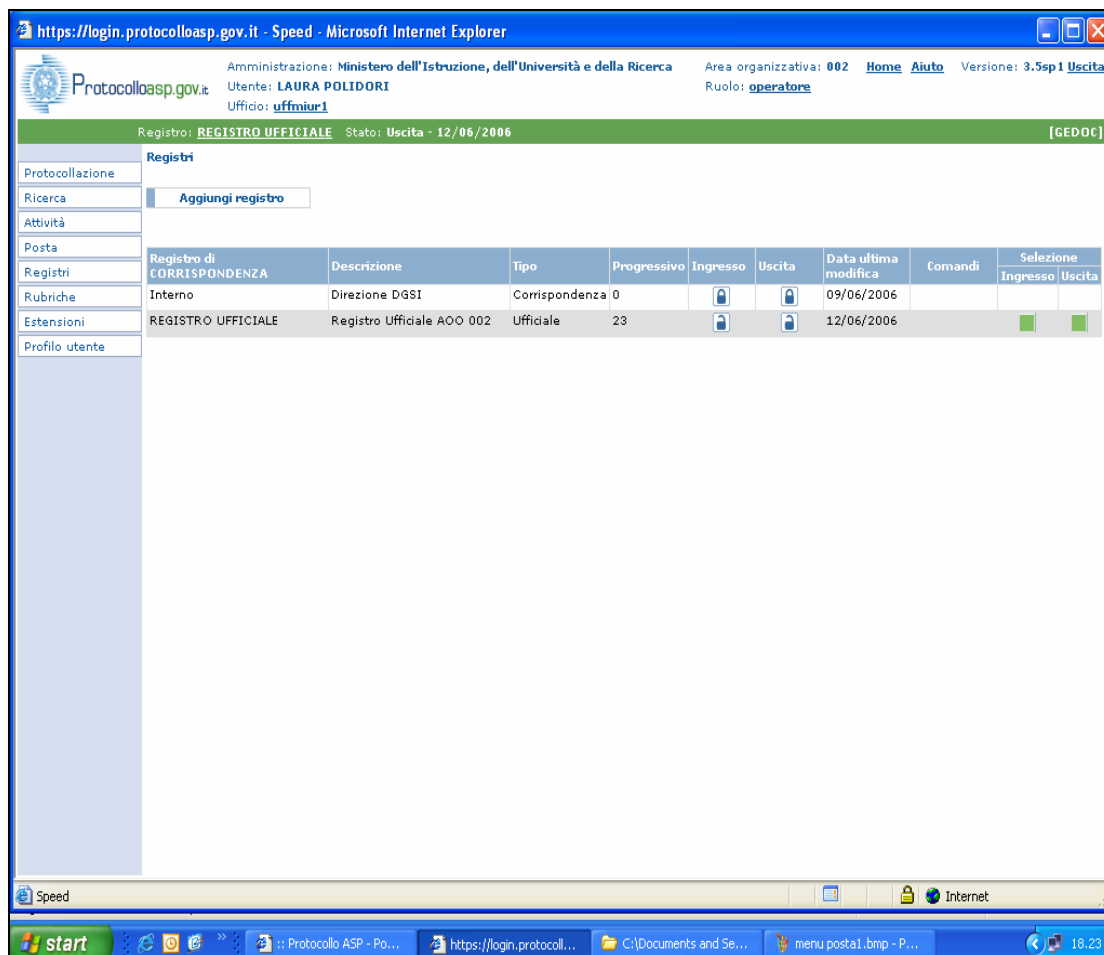 https://login.protocolloasp.gov.it - Speed - Microsoft Internet Explorer
Protocolloasp.gov.it
Amministrazione: Ministero dell'Istruzione, dell'Università e della Ricerca
Area organizzativa: 002 Home Aiuto Versione: 3.5sp1 Uscita
Utente: LAURA POLIDORI
Ruolo: operatore
Ufficio: uffmiur1
Registro: REGISTRO UFFICIALE Stato: Uscita - 12/06/2006 [GEDOC]
Registri
Protocollazione
Ricerca
Attività
Posta
Registri
Rubriche
Estensioni
Profilo utente
Aggiungi registro
Registro di CORRISPONDENZA Descrizione Tipo Progressivo Ingresso Uscita Data ultima modifica Comandi Selezione
Ingresso Uscita
Interno Direzione DGSI Corrispondenza 0 09/06/2006
REGISTRO UFFICIALE Registro Ufficiale AOO 002 Ufficiale 23 12/06/2006
Speed Internet
start :: Protocollo ASP - Po... https://login.protocoll... C:\Documents and Se... menu posta1.bmp - P... 18.23